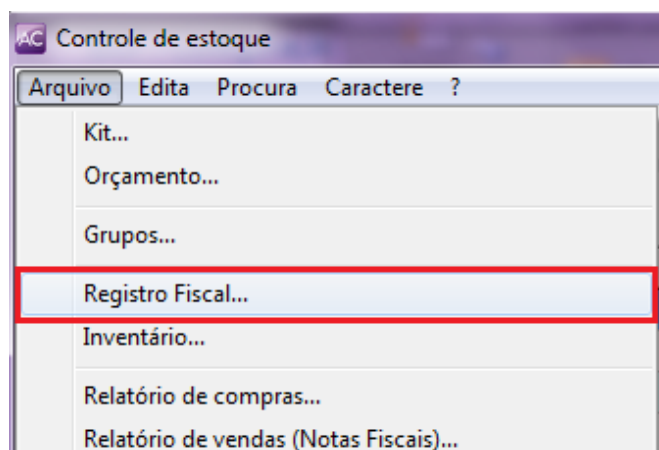 AC Controle de estoque
Arquivo Edita Procura Caractere ?
Kit...
Orçamento...
Grupos...
Registro Fiscal...
Inventário...
Relatório de compras...
Relatório de vendas (Notas Fiscais)...